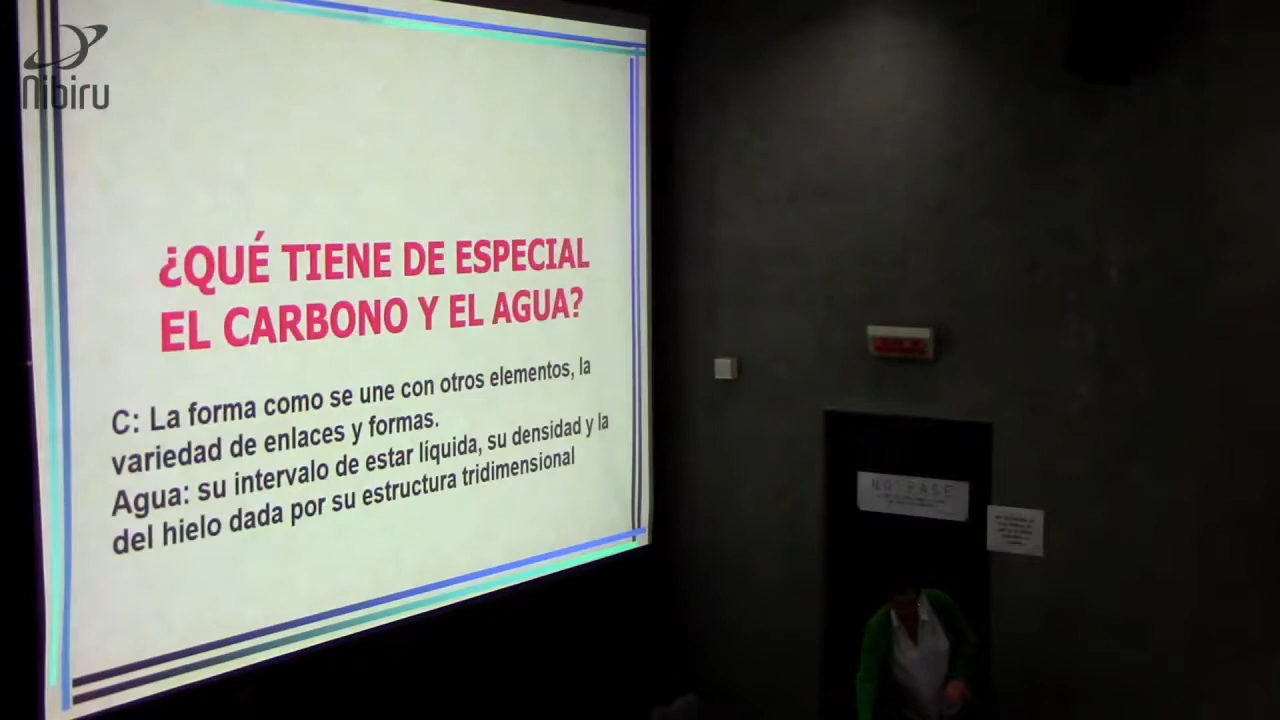 Nibiru
¿QUÉ TIENE DE ESPECIAL
EL CARBONO Y EL AGUA?
C: La forma como se une con otros elementos, la
variedad de enlaces y formas.
Agua: su intervalo de estar líquida, su densidad y la
del hielo dada por su estructura tridimensional
NO PASE